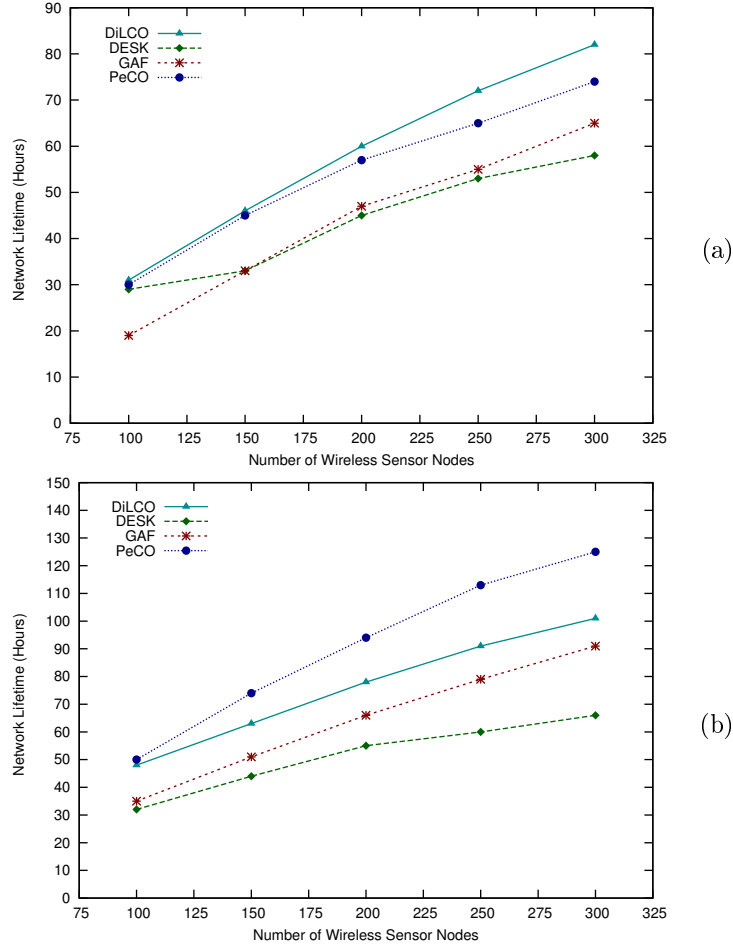 90
80
70
60
50
40
30
20
10
0
Network Lifetime (Hours)
DiLCO
DESK
GAF
PeCO
75 100 125 150 175 200 225 250 275 300 325
Number of Wireless Sensor Nodes
(a)
150
140
130
120
110
100
90
80
70
60
50
40
30
20
10
0
Network Lifetime (Hours)
DiLCO
DESK
GAF
PeCO
75 100 125 150 175 200 225 250 275 300 325
Number of Wireless Sensor Nodes
(b)